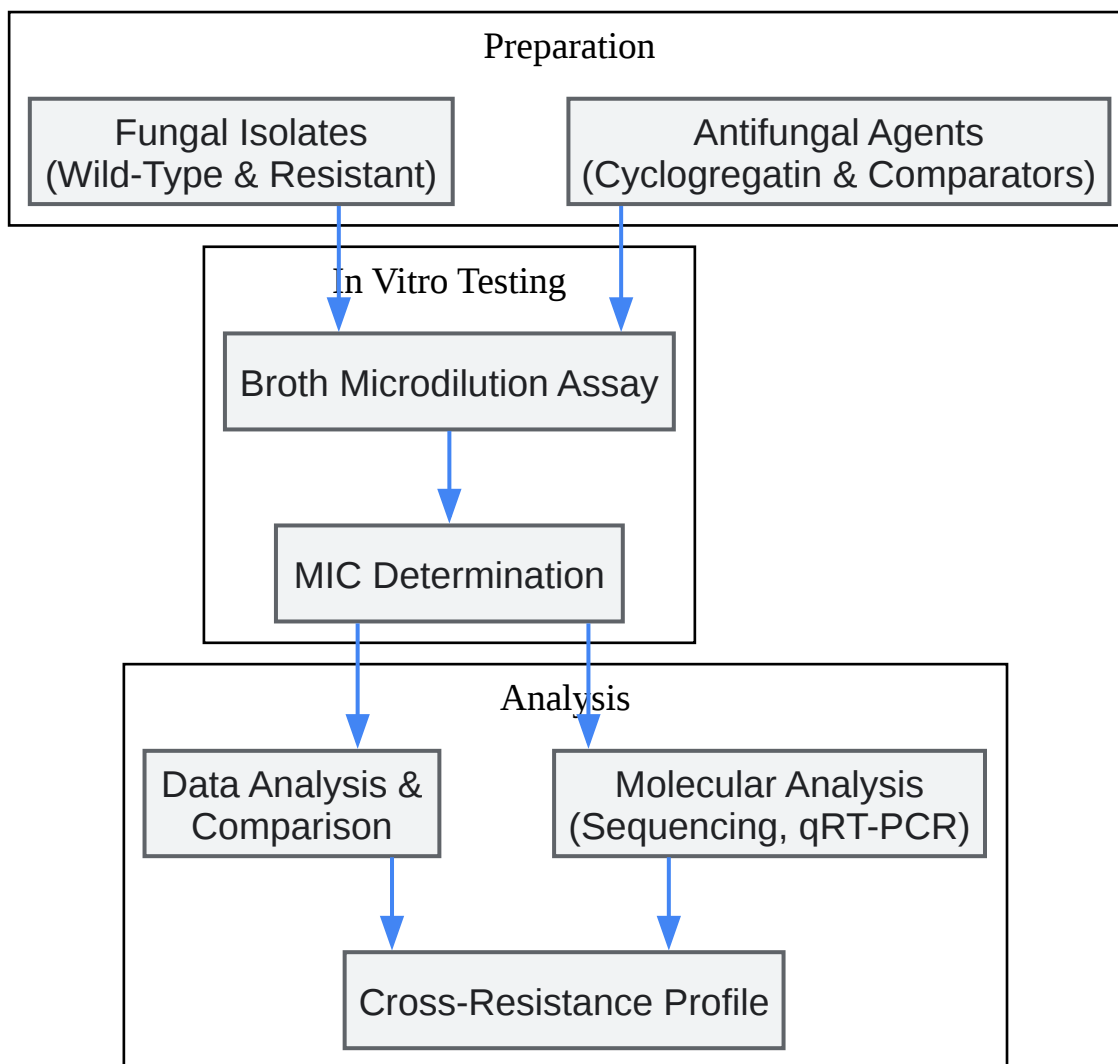 Preparation
Fungal Isolates
(Wild-Type & Resistant)
Antifungal Agents
(Cyclogregatin & Comparators)
In Vitro Testing
Broth Microdilution Assay
MIC Determination
Analysis
Data Analysis &
Comparison
Molecular Analysis
(Sequencing, qRT-PCR)
Cross-Resistance Profile